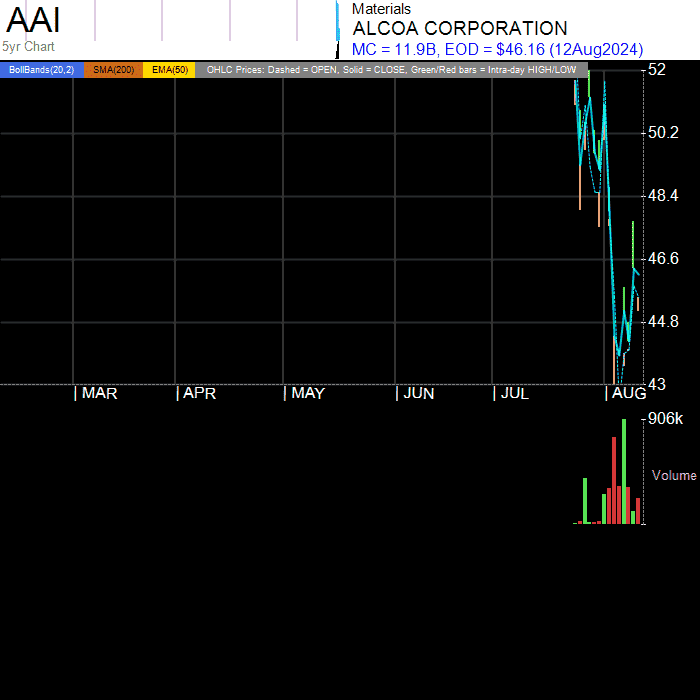 AAI
5yr Chart
Materials
ALCOA CORPORATION
MC = 11.9B, EOD = $46.16 (12Aug2024)
BollBands(20,2) SMA(200) EMA(50) OHLC Prices: Dashed = OPEN, Solid = CLOSE, Green/Red bars = Intra-day HIGH/LOW
52
50.2
48.4
46.6
44.8
43
| MAR | APR | MAY | JUN | JUL | AUG
906k
Volume